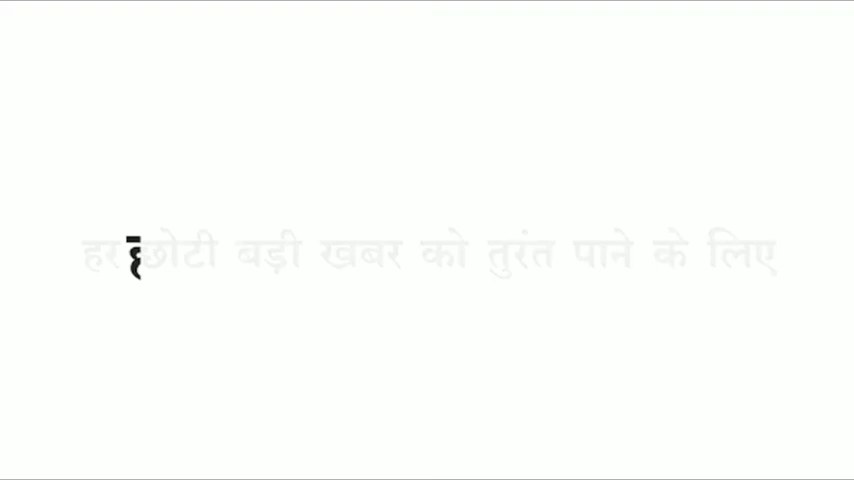 हर छोटी बड़ी खबर को तुरंत पाने के लिए